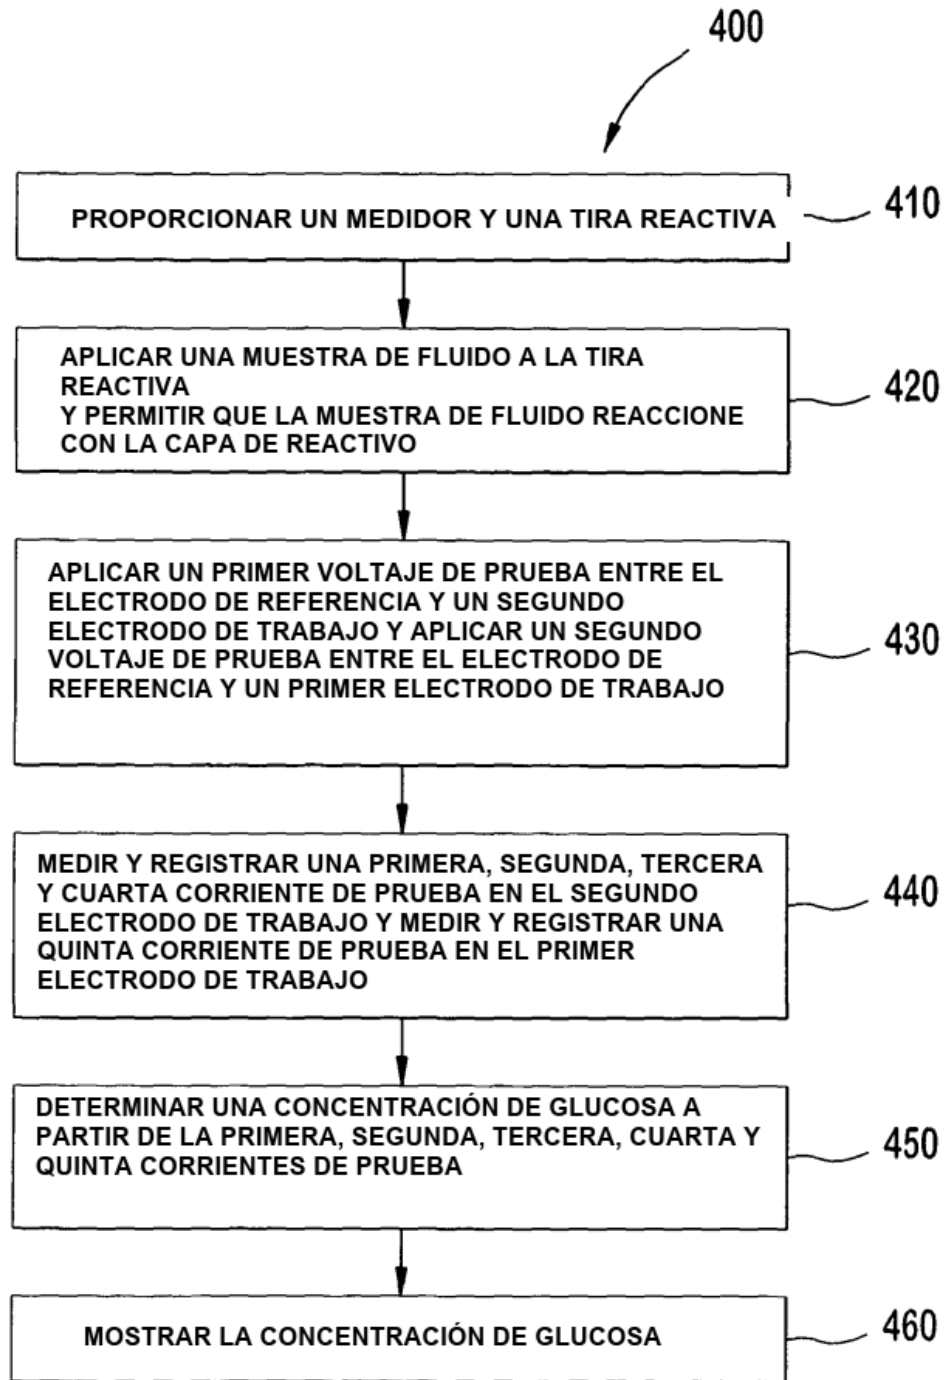 400
PROPORCIONAR UN MEDIDOR Y UNA TIRA REACTIVA
410
APLICAR UNA MUESTRA DE FLUIDO A LA TIRA
REACTIVA
Y PERMITIR QUE LA MUESTRA DE FLUIDO REACCIONE
CON LA CAPA DE REACTIVO
420
APLICAR UN PRIMER VOLTAJE DE PRUEBA ENTRE EL
ELECTRODO DE REFERENCIA Y UN SEGUNDO
ELECTRODO DE TRABAJO Y APLICAR UN SEGUNDO
VOLTAJE DE PRUEBA ENTRE EL ELECTRODO DE
REFERENCIA Y UN PRIMER ELECTRODO DE TRABAJO
430
MEDIR Y REGISTRAR UNA PRIMERA, SEGUNDA, TERCERA
Y CUARTA CORRIENTE DE PRUEBA EN EL SEGUNDO
ELECTRODO DE TRABAJO Y MEDIR Y REGISTRAR UNA
QUINTA CORRIENTE DE PRUEBA EN EL PRIMER
ELECTRODO DE TRABAJO
440
DETERMINAR UNA CONCENTRACIÓN DE GLUCOSA A
PARTIR DE LA PRIMERA, SEGUNDA, TERCERA, CUARTA Y
QUINTA CORRIENTES DE PRUEBA
450
MOSTRAR LA CONCENTRACIÓN DE GLUCOSA
460